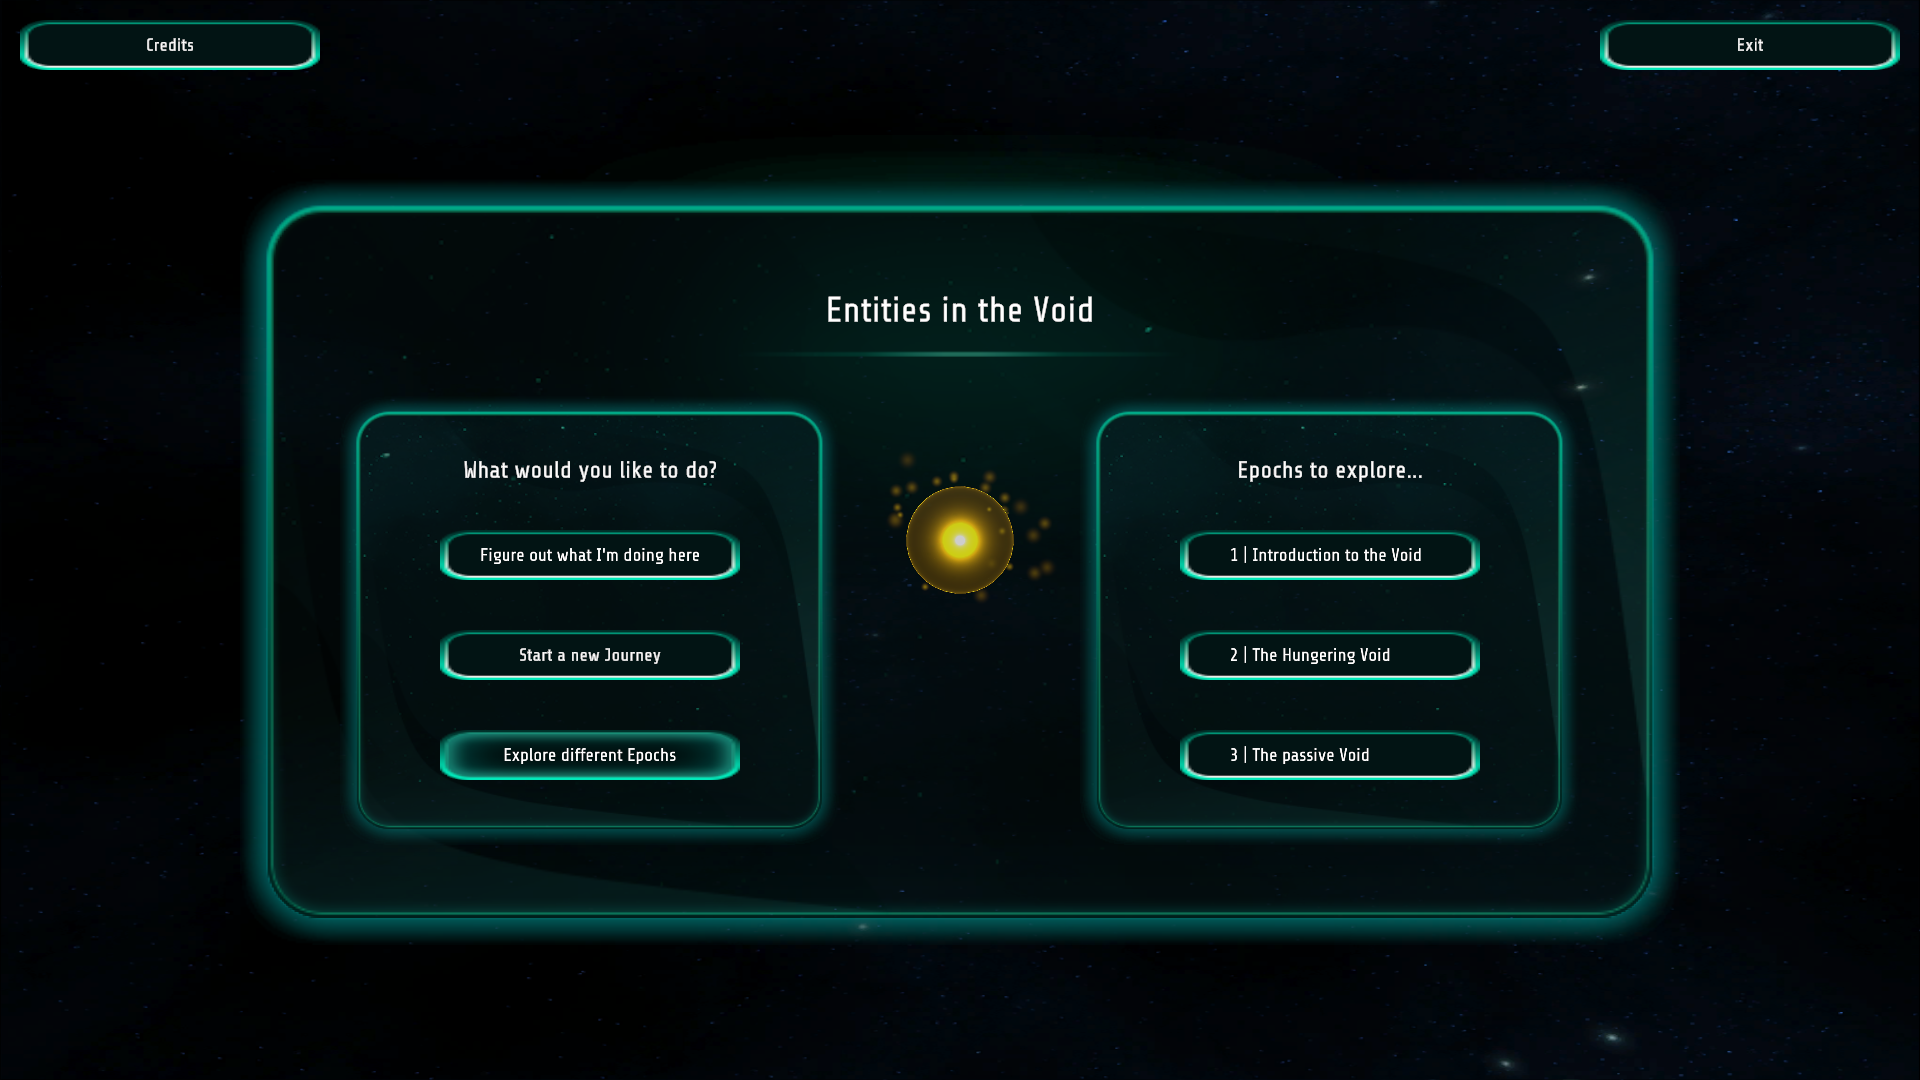 Credits
Exit
Entities in the Void
What would you like to do?
Figure out what I'm doing here
Start a new Journey
Explore different Epochs
Epochs to explore...
1 | Introduction to the Void
2 | The Hungering Void
3 | The passive Void